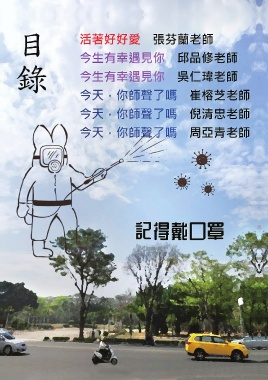 目錄
活著好好愛 張芬蘭老師
今生有幸遇見你 邱品修老師
今生有幸遇見你 吳仁瑋老師
今天，你師聲了嗎 崔榕芝老師
今天，你師聲了嗎 倪清忠老師
今天，你師聲了嗎 周亞青老師
記得戴口罩